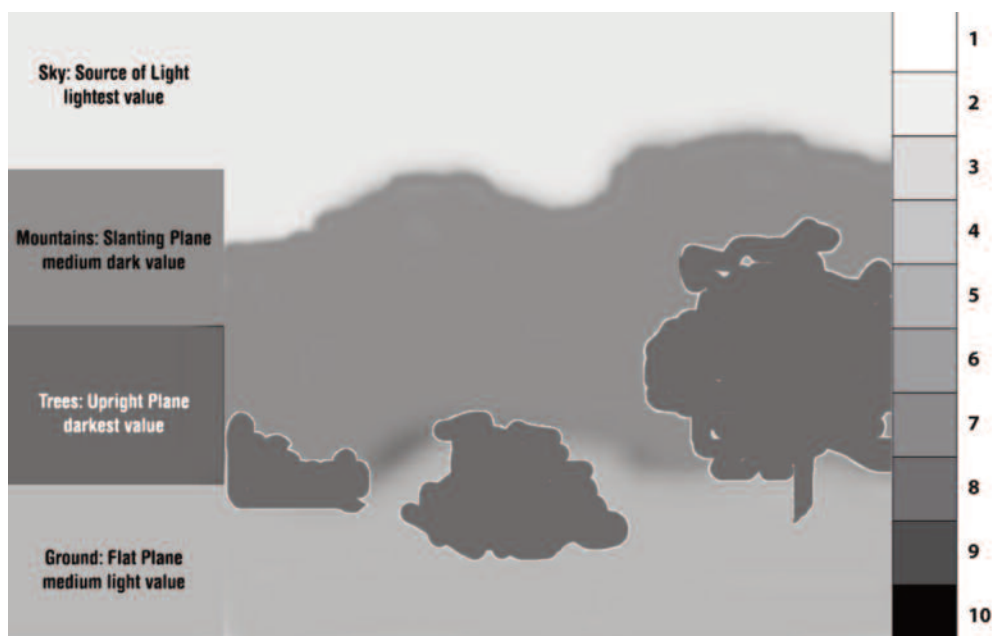 Sky: Source of Light
lightest value
Mountains: Slanting Plane
medium dark value
Trees: Upright Plane
darkest value
Ground: Flat Plane
medium light value
1
2
3
4
5
6
7
8
9
10